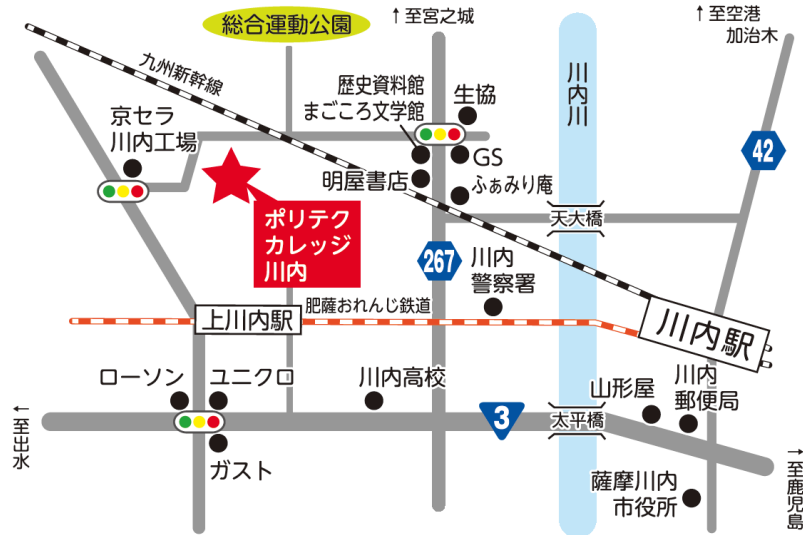 総合運動公園
↑至宮之城
↑至空港
加治木
九州新幹線
歴史資料館
まごころ文学館
生協
川内川
京セラ
川内工場
GS
42
明屋書店
ふぁみり庵
ポリテク
カレッジ
川内
天大橋
267
川内
警察署
肥薩おれんじ鉄道
上川内駅
川内駅
ローソン
ユニクロ
川内高校
山形屋
川内
郵便局
←至出水
3
太平橋
ガスト
薩摩川内
市役所
→至鹿児島